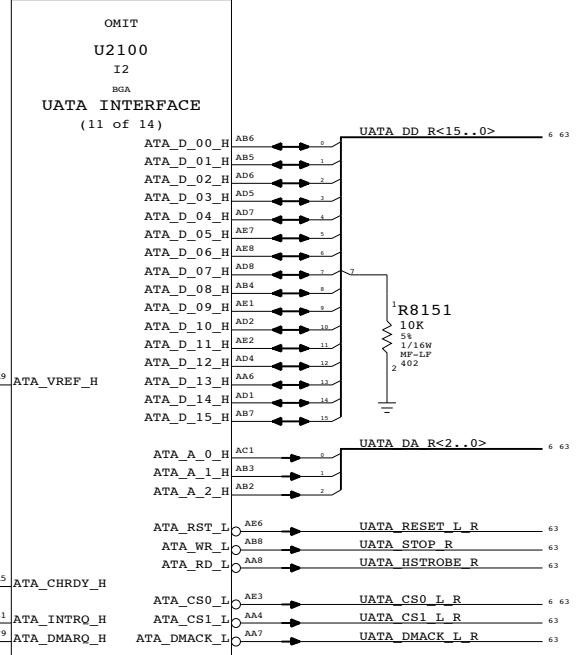 OMIT
U2100
I2
BGA
UATA INTERFACE
(11 of 14)
UATA_DD_R<15..0> 6 63
ATA_D_00_H AB6 0
ATA_D_01_H AB5 1
ATA_D_02_H AD6 2
ATA_D_03_H AD5 3
ATA_D_04_H AD7 4
ATA_D_05_H AE7 5
ATA_D_06_H AE8 6
ATA_D_07_H AD8 7 7
ATA_D_08_H AB4 8
ATA_D_09_H AE1 9
ATA_D_10_H AD2 10
ATA_D_11_H AE2 11
ATA_D_12_H AD4 12
ATA_D_13_H AA6 13
ATA_D_14_H AD1 14
ATA_D_15_H AB7 15
1
R8151
10K
5%
1/16W
MF-LF
402
2
ATA_VREF_H
UATA_DA_R<2..0> 6 63
ATA_A_0_H AC1 0
ATA_A_1_H AB3 1
ATA_A_2_H AB2 2
ATA_RST_L AE6 UATA_RESET_L_R 63
ATA_WR_L AB8 UATA_STOP_R 63
ATA_RD_L AA8 UATA_HSTROBE_R 63
ATA_CHRDY_H
ATA_CS0_L AE3 UATA_CS0_L_R 6 63
ATA_INTRQ_H ATA_CS1_L AA4 UATA_CS1_L_R 63
ATA_DMARQ_H ATA_DMACK_L AA7 UATA_DMACK_L_R 63